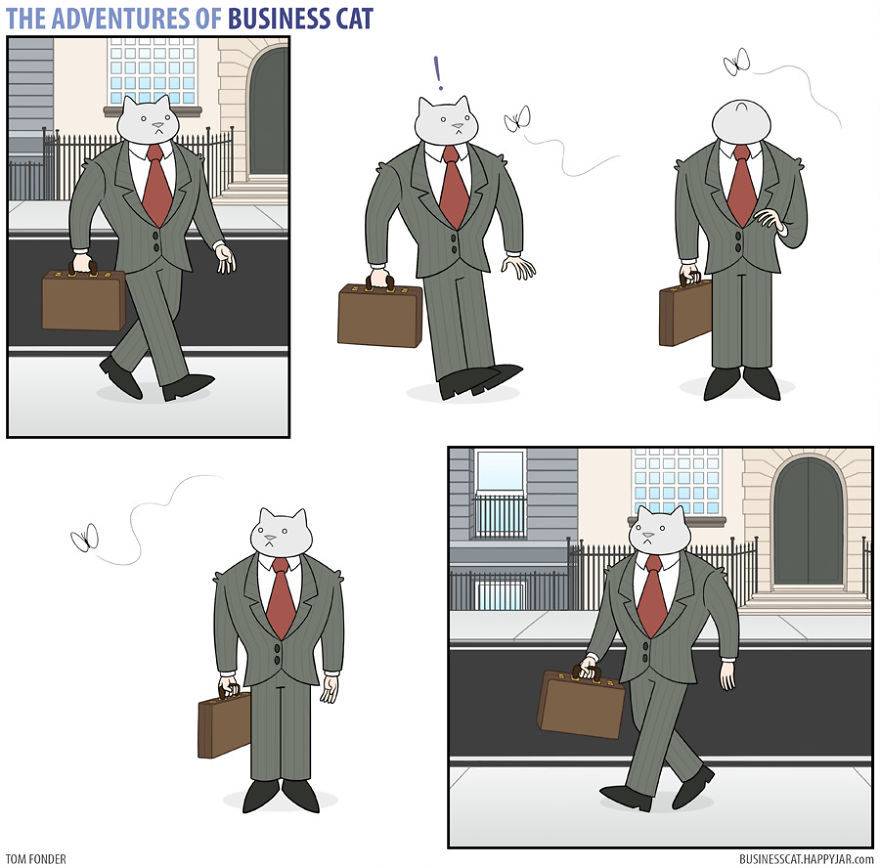 THE ADVENTURES OF BUSINESS CAT
!
TOM FONDER
BUSINESSCAT.HAPPYJAR.com